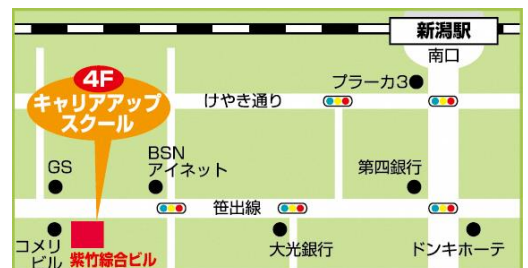 新潟駅
南口
プラーカ3
4F
キャリアアップ
スクール
けやき通り
GS
BSN
アイネット
第四銀行
笹出線
コメリ
ビル
紫竹綜合ビル
大光銀行
ドンキホーテ